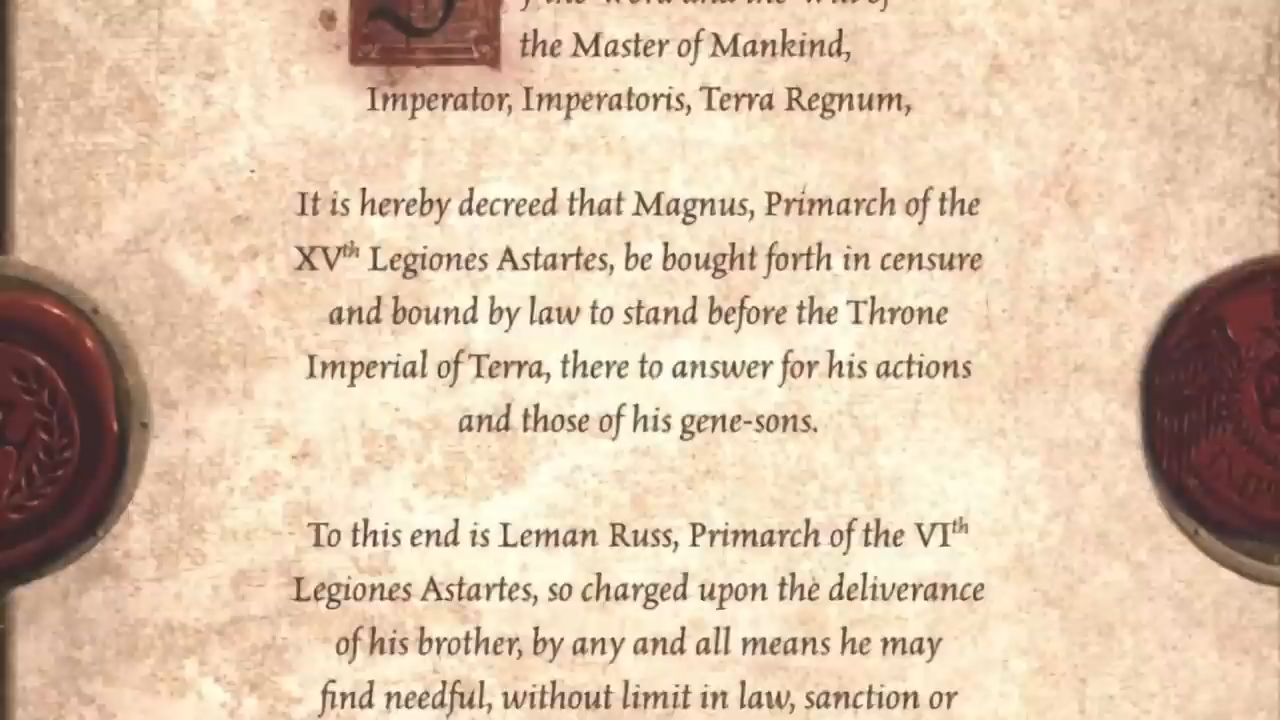 the Master of Mankind,
Imperator, Imperatoris, Terra Regnum,
It is hereby decreed that Magnus, Primarch of the
XVth Legiones Astartes, be bought forth in censure
and bound by law to stand before the Throne
Imperial of Terra, there to answer for his actions
and those of his gene-sons.
To this end is Leman Russ, Primarch of the VIth
Legiones Astartes, so charged upon the deliverance
of his brother, by any and all means he may
find needful, without limit in law, sanction or